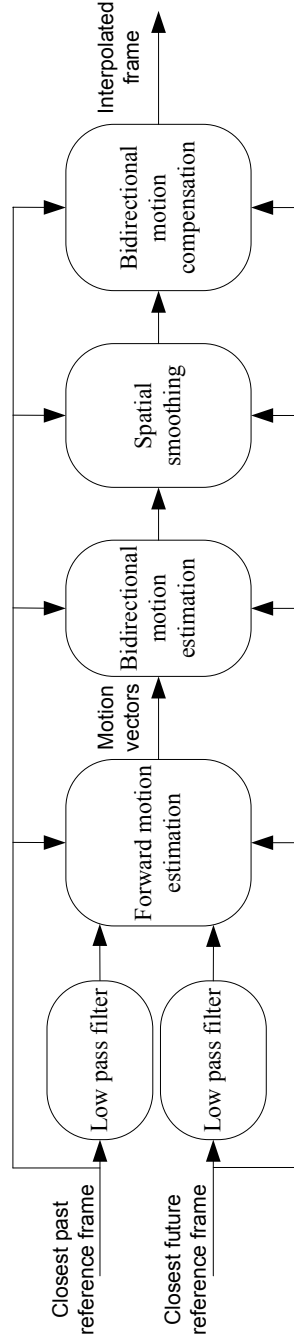 Closest past
reference frame
Closest future
reference frame
Low pass filter
Low pass filter
Forward motion
estimation
Motion
vectors
Bidirectional
motion
estimation
Spatial
smoothing
Bidirectional
motion
compensation
Interpolated
frame